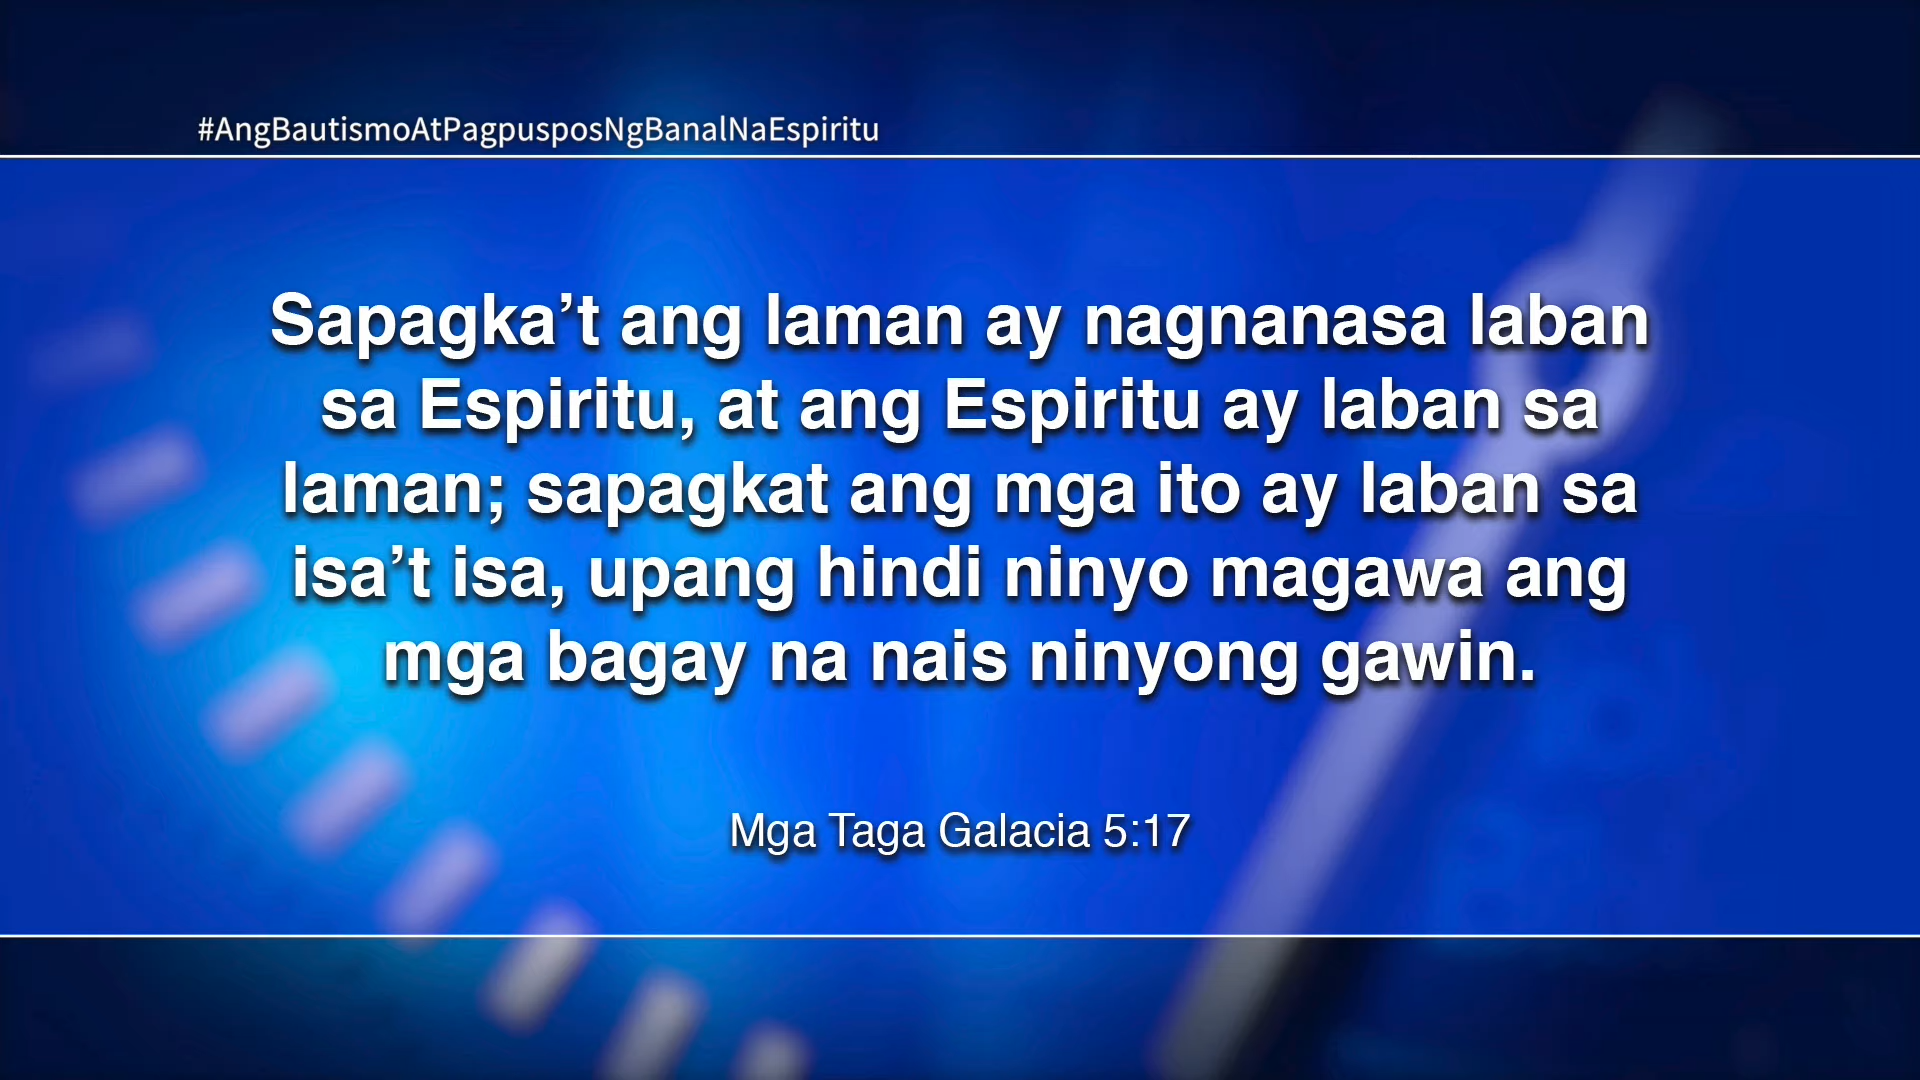 #AngBautismoAtPagpusposNgBanalNaEspiritu
Sapagka’t ang laman ay nagnanasa laban
sa Espiritu, at ang Espiritu ay laban sa
laman; sapagkat ang mga ito ay laban sa
isa’t isa, upang hindi ninyo magawa ang
mga bagay na nais ninyong gawin.
Mga Taga Galacia 5:17